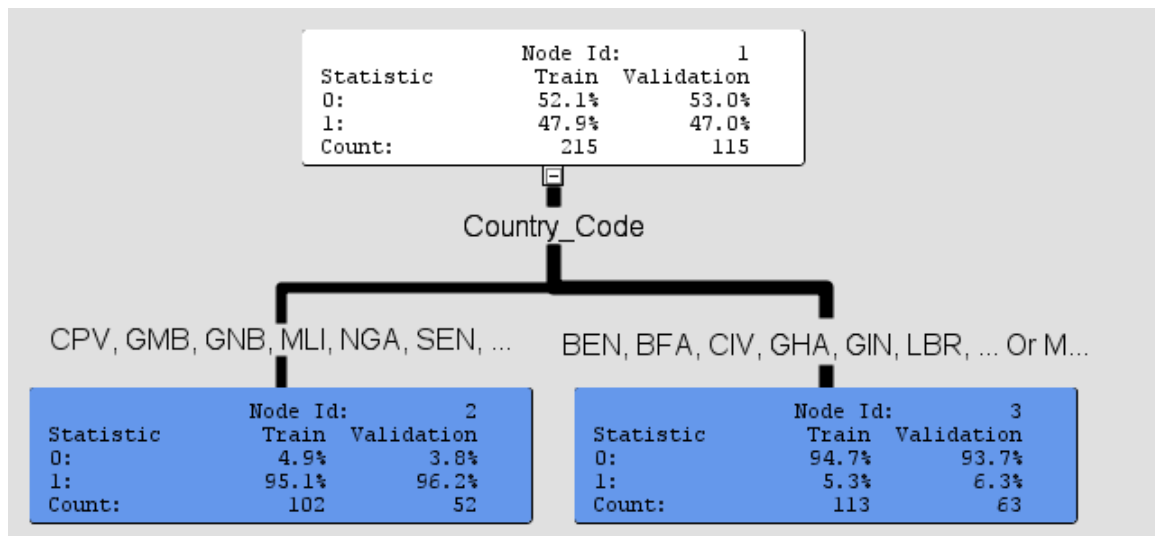 Node Id: 1
Statistic Train Validation
0: 52.1% 53.0%
1: 47.9% 47.0%
Count: 215 115
Country_Code
CPV, GMB, GNB, MLI, NGA, SEN, ...
BEN, BFA, CIV, GHA, GIN, LBR, ... Or M...
Node Id: 2
Statistic Train Validation
0: 4.9% 3.8%
1: 95.1% 96.2%
Count: 102 52
Node Id: 3
Statistic Train Validation
0: 94.7% 93.7%
1: 5.3% 6.3%
Count: 113 63